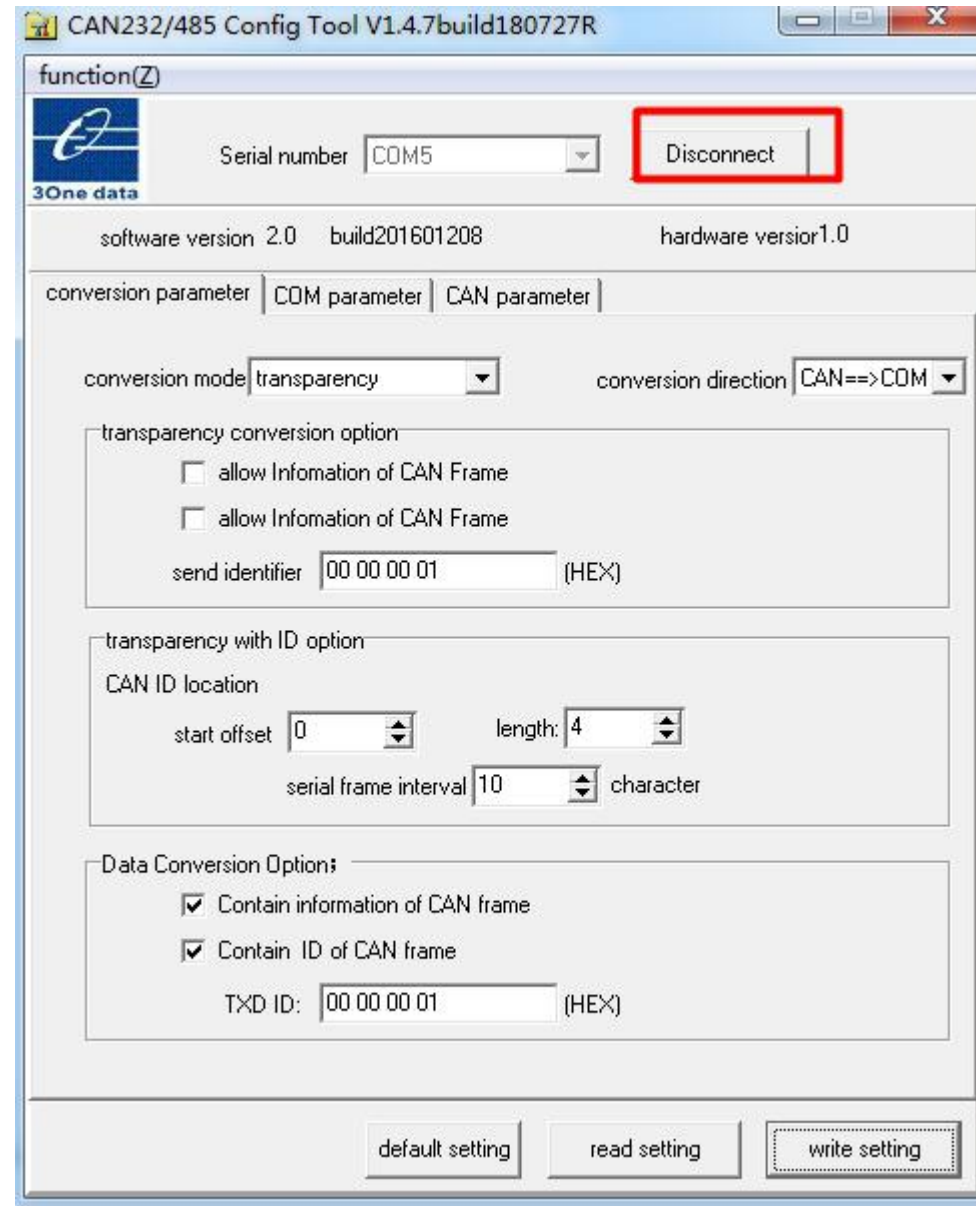 CAN232/485 Config Tool V1.4.7build180727R
function(Z)
3One data
Serial number COM5 Disconnect
software version 2.0 build201601208 hardware versior1.0
conversion parameter COM parameter CAN parameter
conversion mode transparency conversion direction CAN==>COM
transparency conversion option
allow Infomation of CAN Frame
allow Infomation of CAN Frame
send identifier 00 00 00 01 (HEX)
transparency with ID option
CAN ID location
start offset 0 length: 4
serial frame interval 10 character
Data Conversion Option;
Contain information of CAN frame
Contain ID of CAN frame
TXD ID: 00 00 00 01 (HEX)
default setting read setting write setting